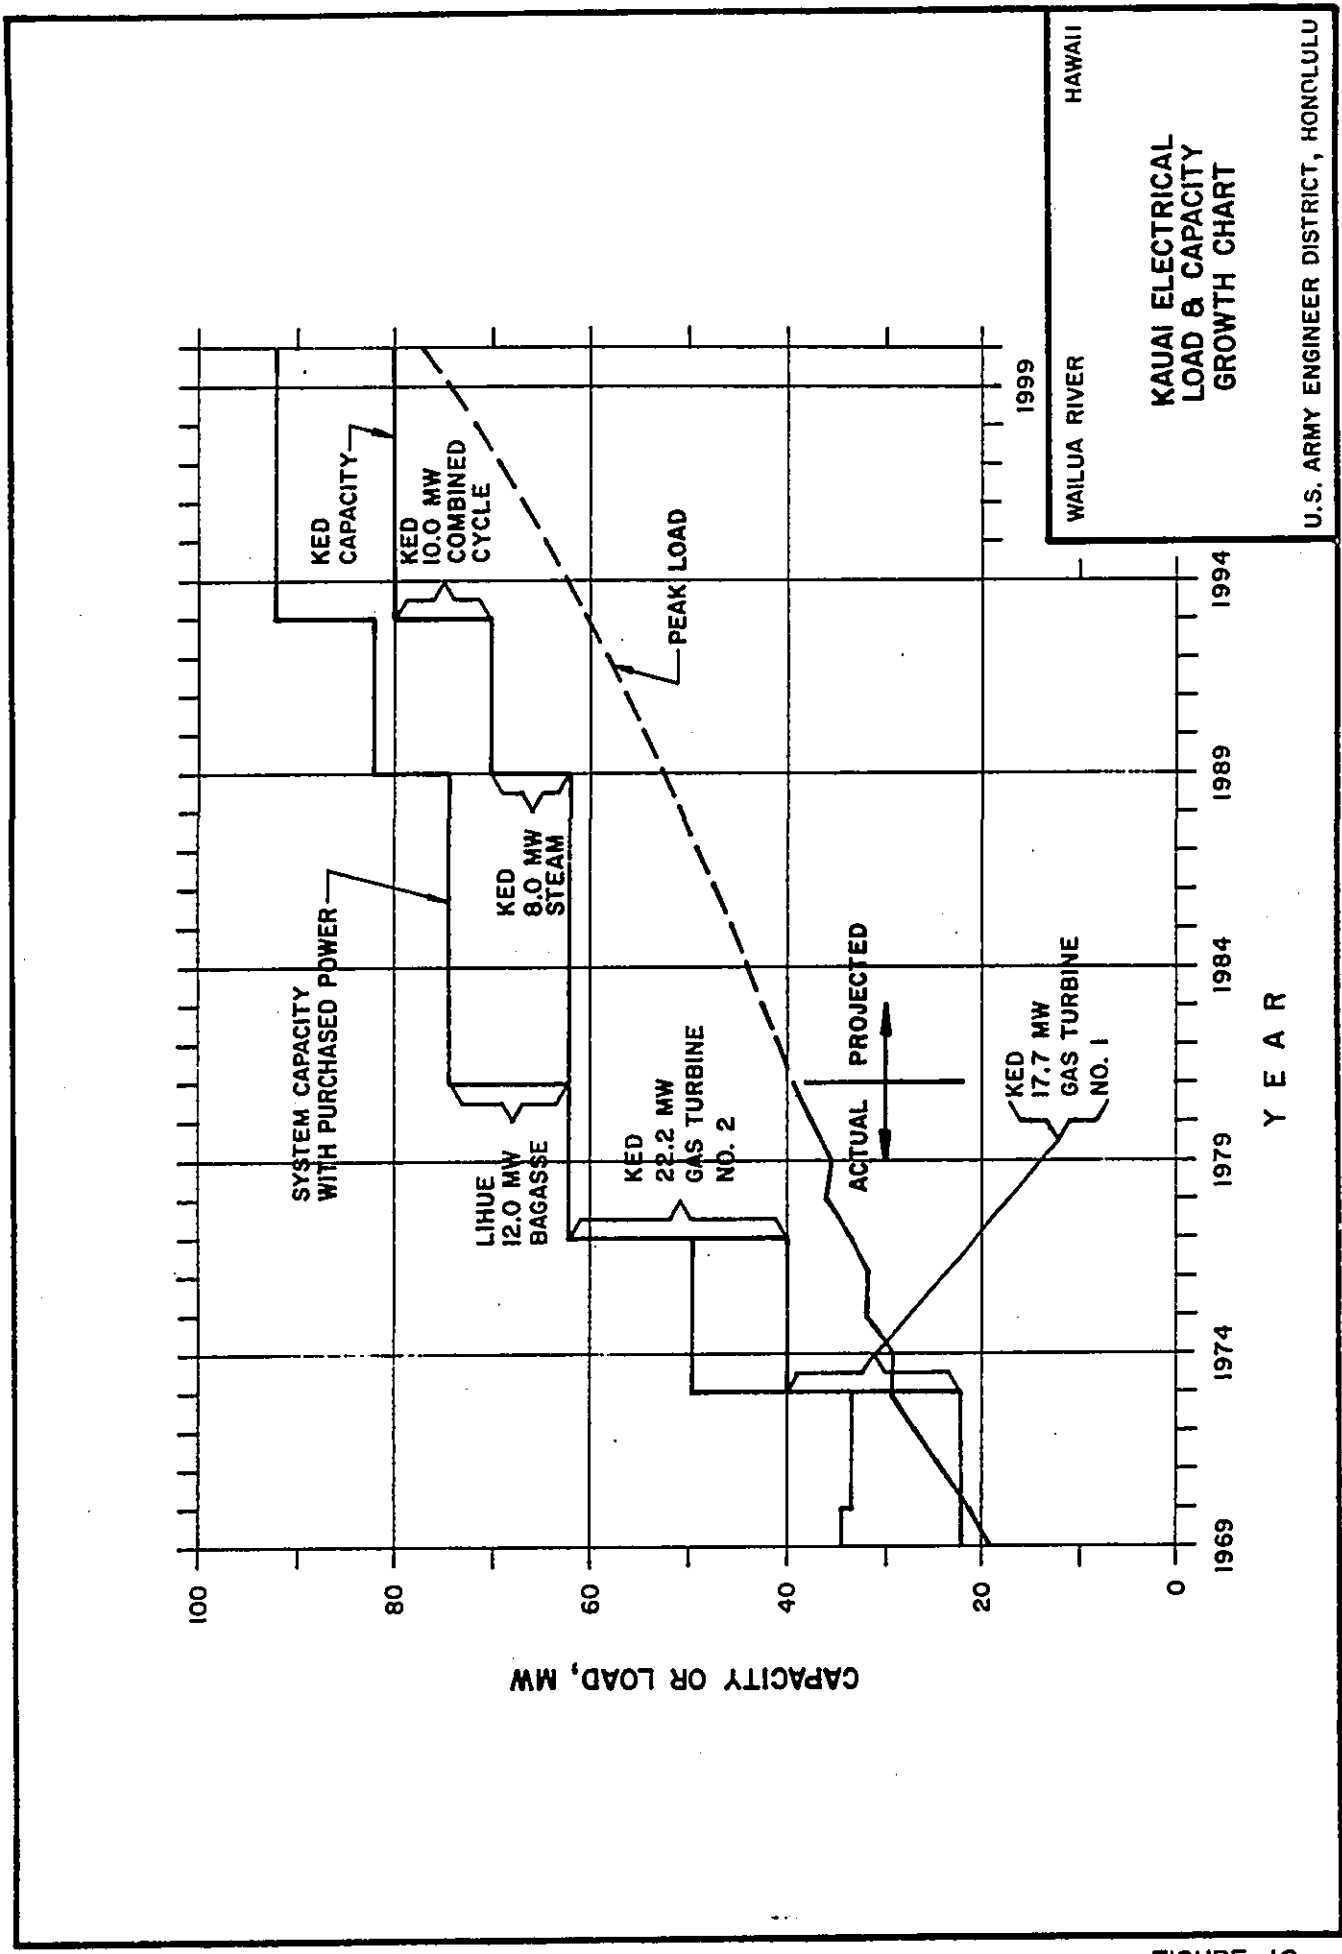 100
80
60
40
20
0
CAPACITY OR LOAD, MW
1969
1974
1979
1984
1989
1994
1999
YEAR
SYSTEM CAPACITY
WITH PURCHASED POWER
LIHUE
12.0 MW
BAGASSE
KED
22.2 MW
GAS TURBINE
NO. 2
KED
8.0 MW
STEAM
KED
CAPACITY
KED
10.0 MW
COMBINED
CYCLE
PEAK LOAD
ACTUAL PROJECTED
KED
17.7 MW
GAS TURBINE
NO. 1
WAILUA RIVER HAWAII
KAUAI ELECTRICAL
LOAD & CAPACITY
GROWTH CHART
U.S. ARMY ENGINEER DISTRICT, HONOLULU